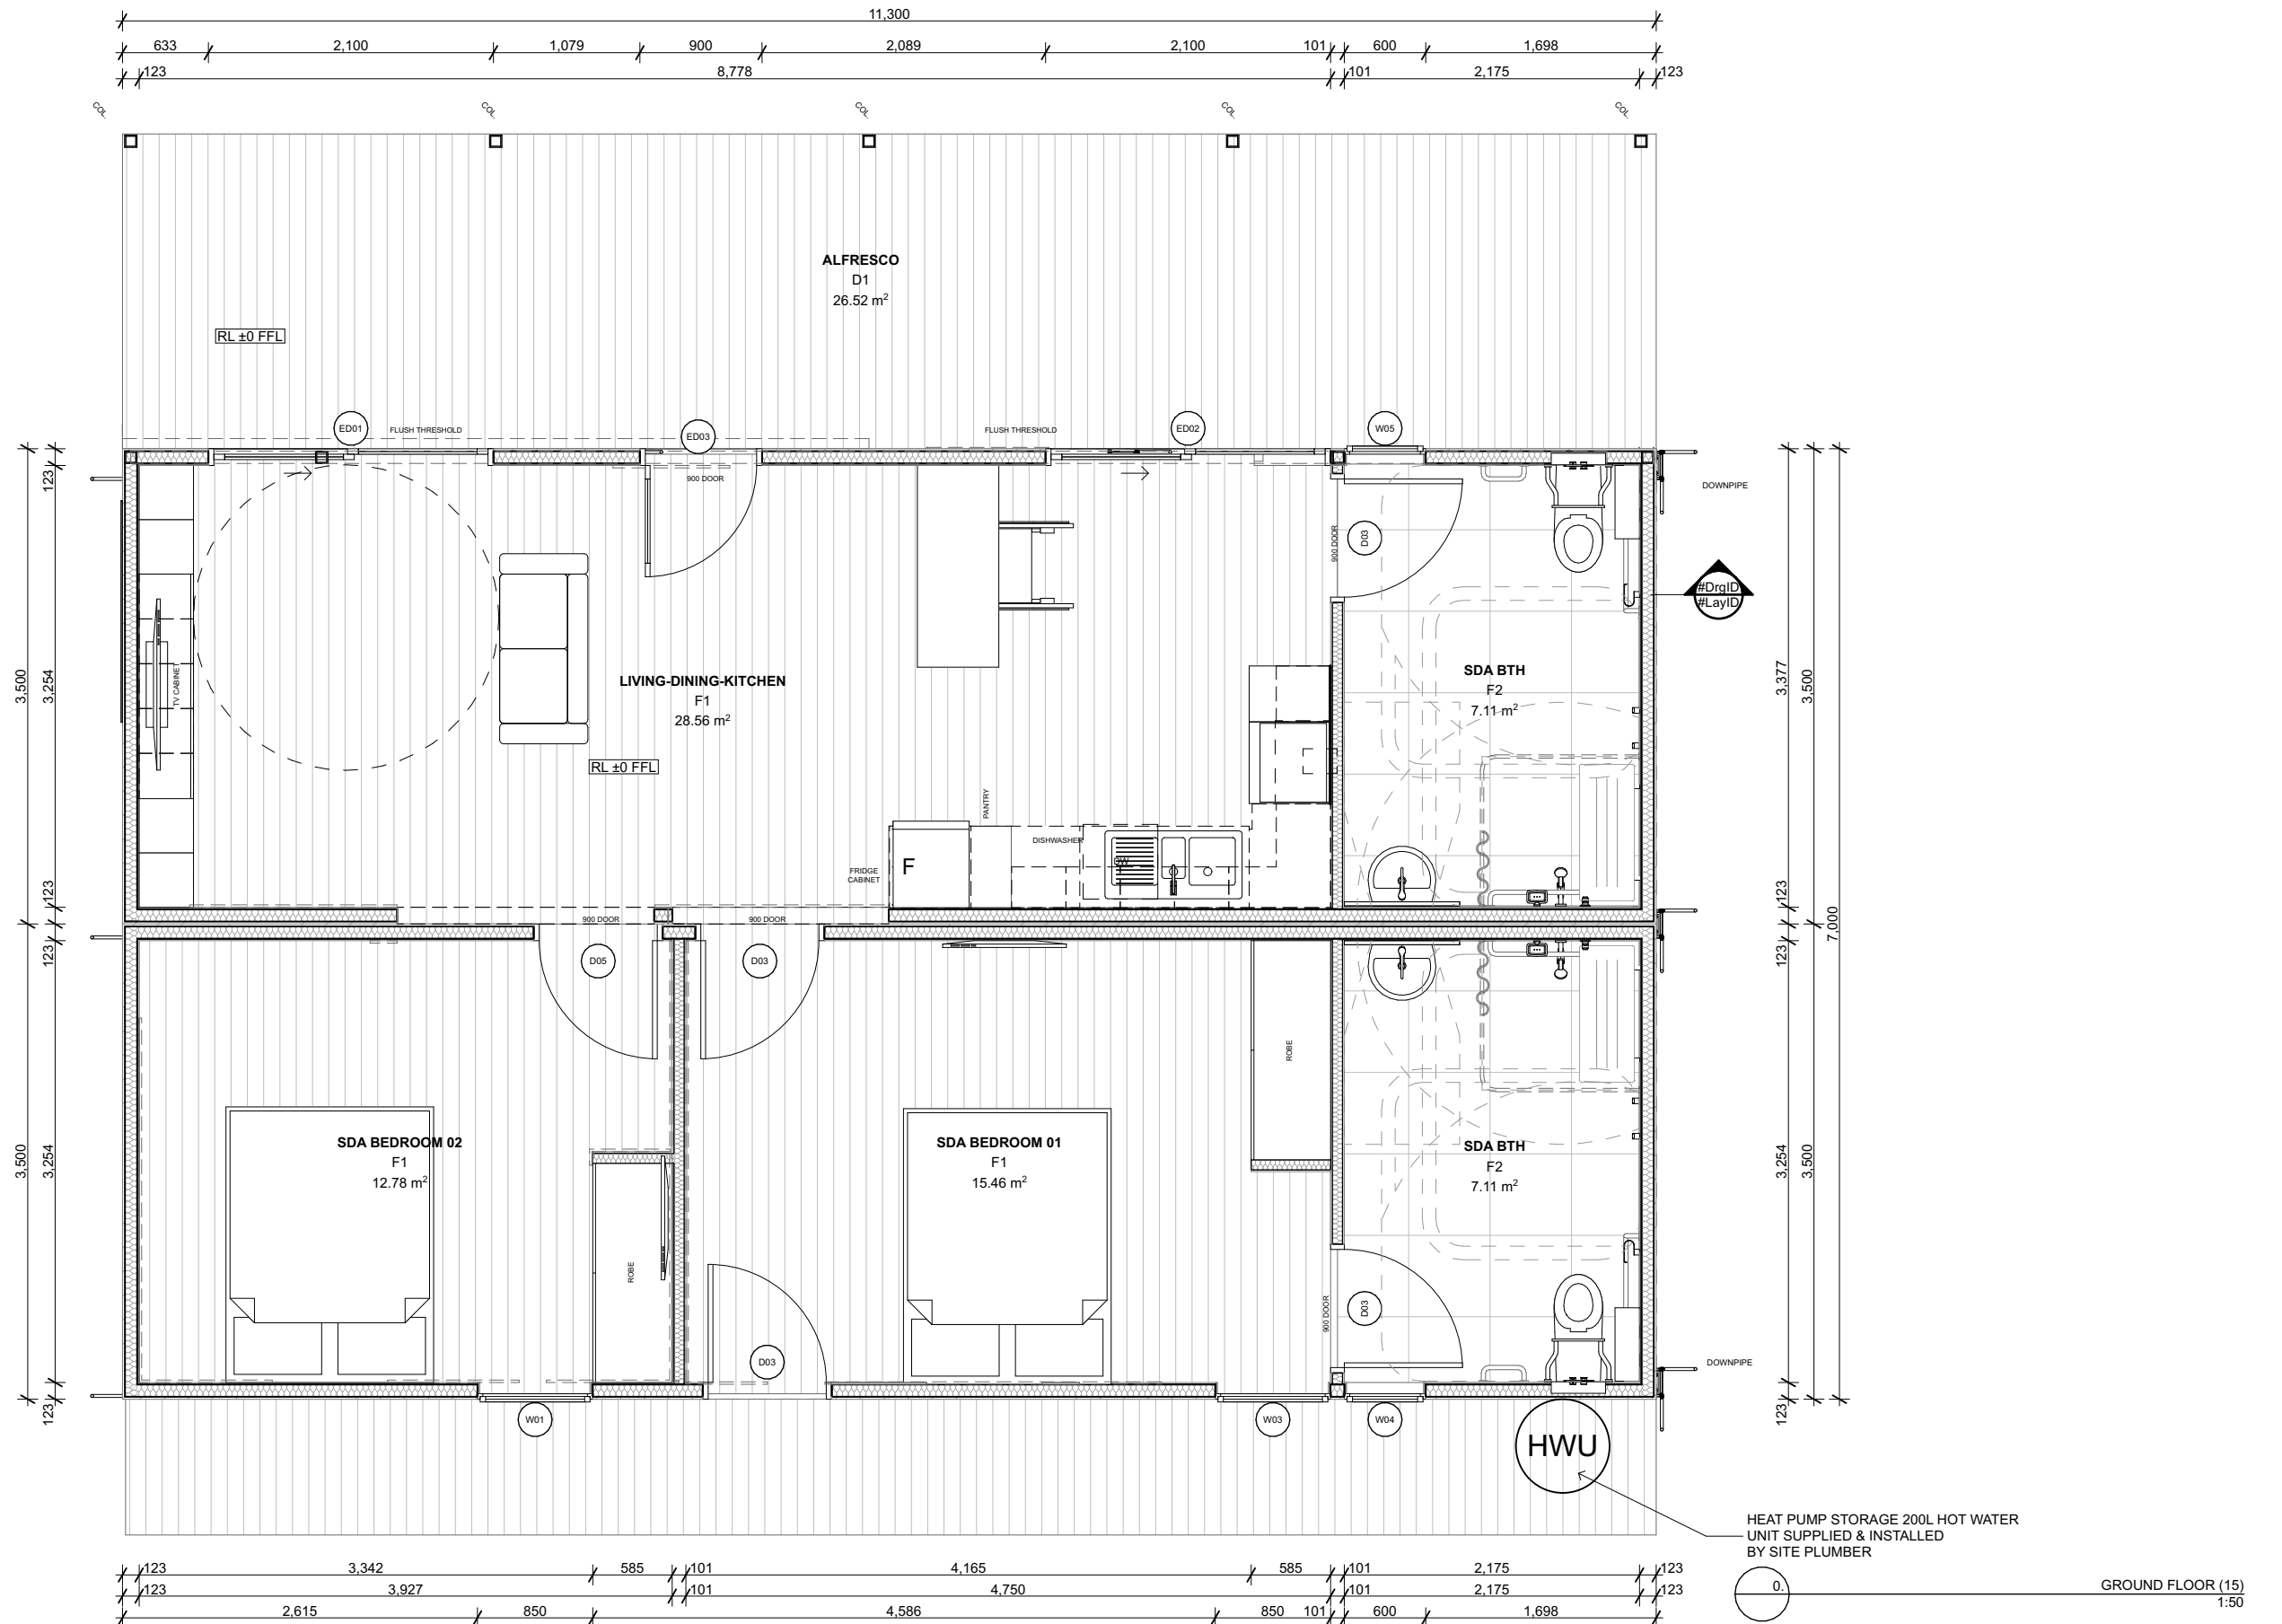 11,300
633
2,100
1,079
900
2,089
2,100
101
600
1,698
123
8,778
101
2,175
123
COL
COL
COL
COL
COL
ALFRESCO
D1
26.52 m²
RL ±0 FFL
ED01
FLUSH THRESHOLD
ED03
FLUSH THRESHOLD
ED02
W05
900 DOOR
DOWNPIPE
D03
900 DOOR
#DrgID
#LayID
TV CABINET
LIVING-DINING-KITCHEN
F1
28.56 m²
RL ±0 FFL
SDA BTH
F2
7.11 m²
PANTRY
DISHWASHER
DW
F
FRIDGE
CABINET
900 DOOR
900 DOOR
D05
D03
ROBE
SDA BEDROOM 02
F1
12.78 m²
SDA BEDROOM 01
F1
15.46 m²
SDA BTH
F2
7.11 m²
ROBE
900 DOOR
D03
D03
DOWNPIPE
W01
W03
W04
HWU
HEAT PUMP STORAGE 200L HOT WATER
UNIT SUPPLIED & INSTALLED
BY SITE PLUMBER
123
3,500
3,254
123
123
3,500
3,254
123
3,377
3,500
123
7,000
123
3,254
3,500
123
123
3,342
585
101
4,165
585
101
2,175
123
123
3,927
101
4,750
101
2,175
123
2,615
850
4,586
850
101
600
1,698
0.
GROUND FLOOR (15)
1:50